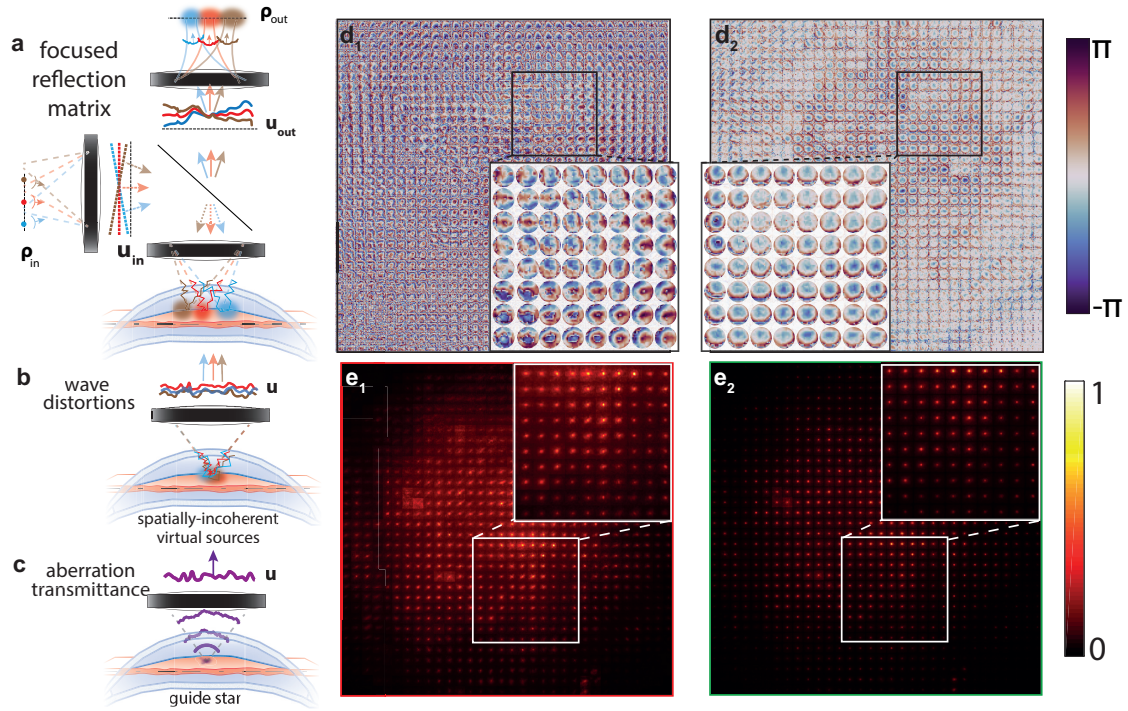 a
focused
reflection
matrix
ρout
uout
ρin
uin
b
wave
distortions
u
spatially-incoherent
virtual sources
c
aberration
transmittance
u
guide star
d1
d2
π
-π
e1
e2
1
0